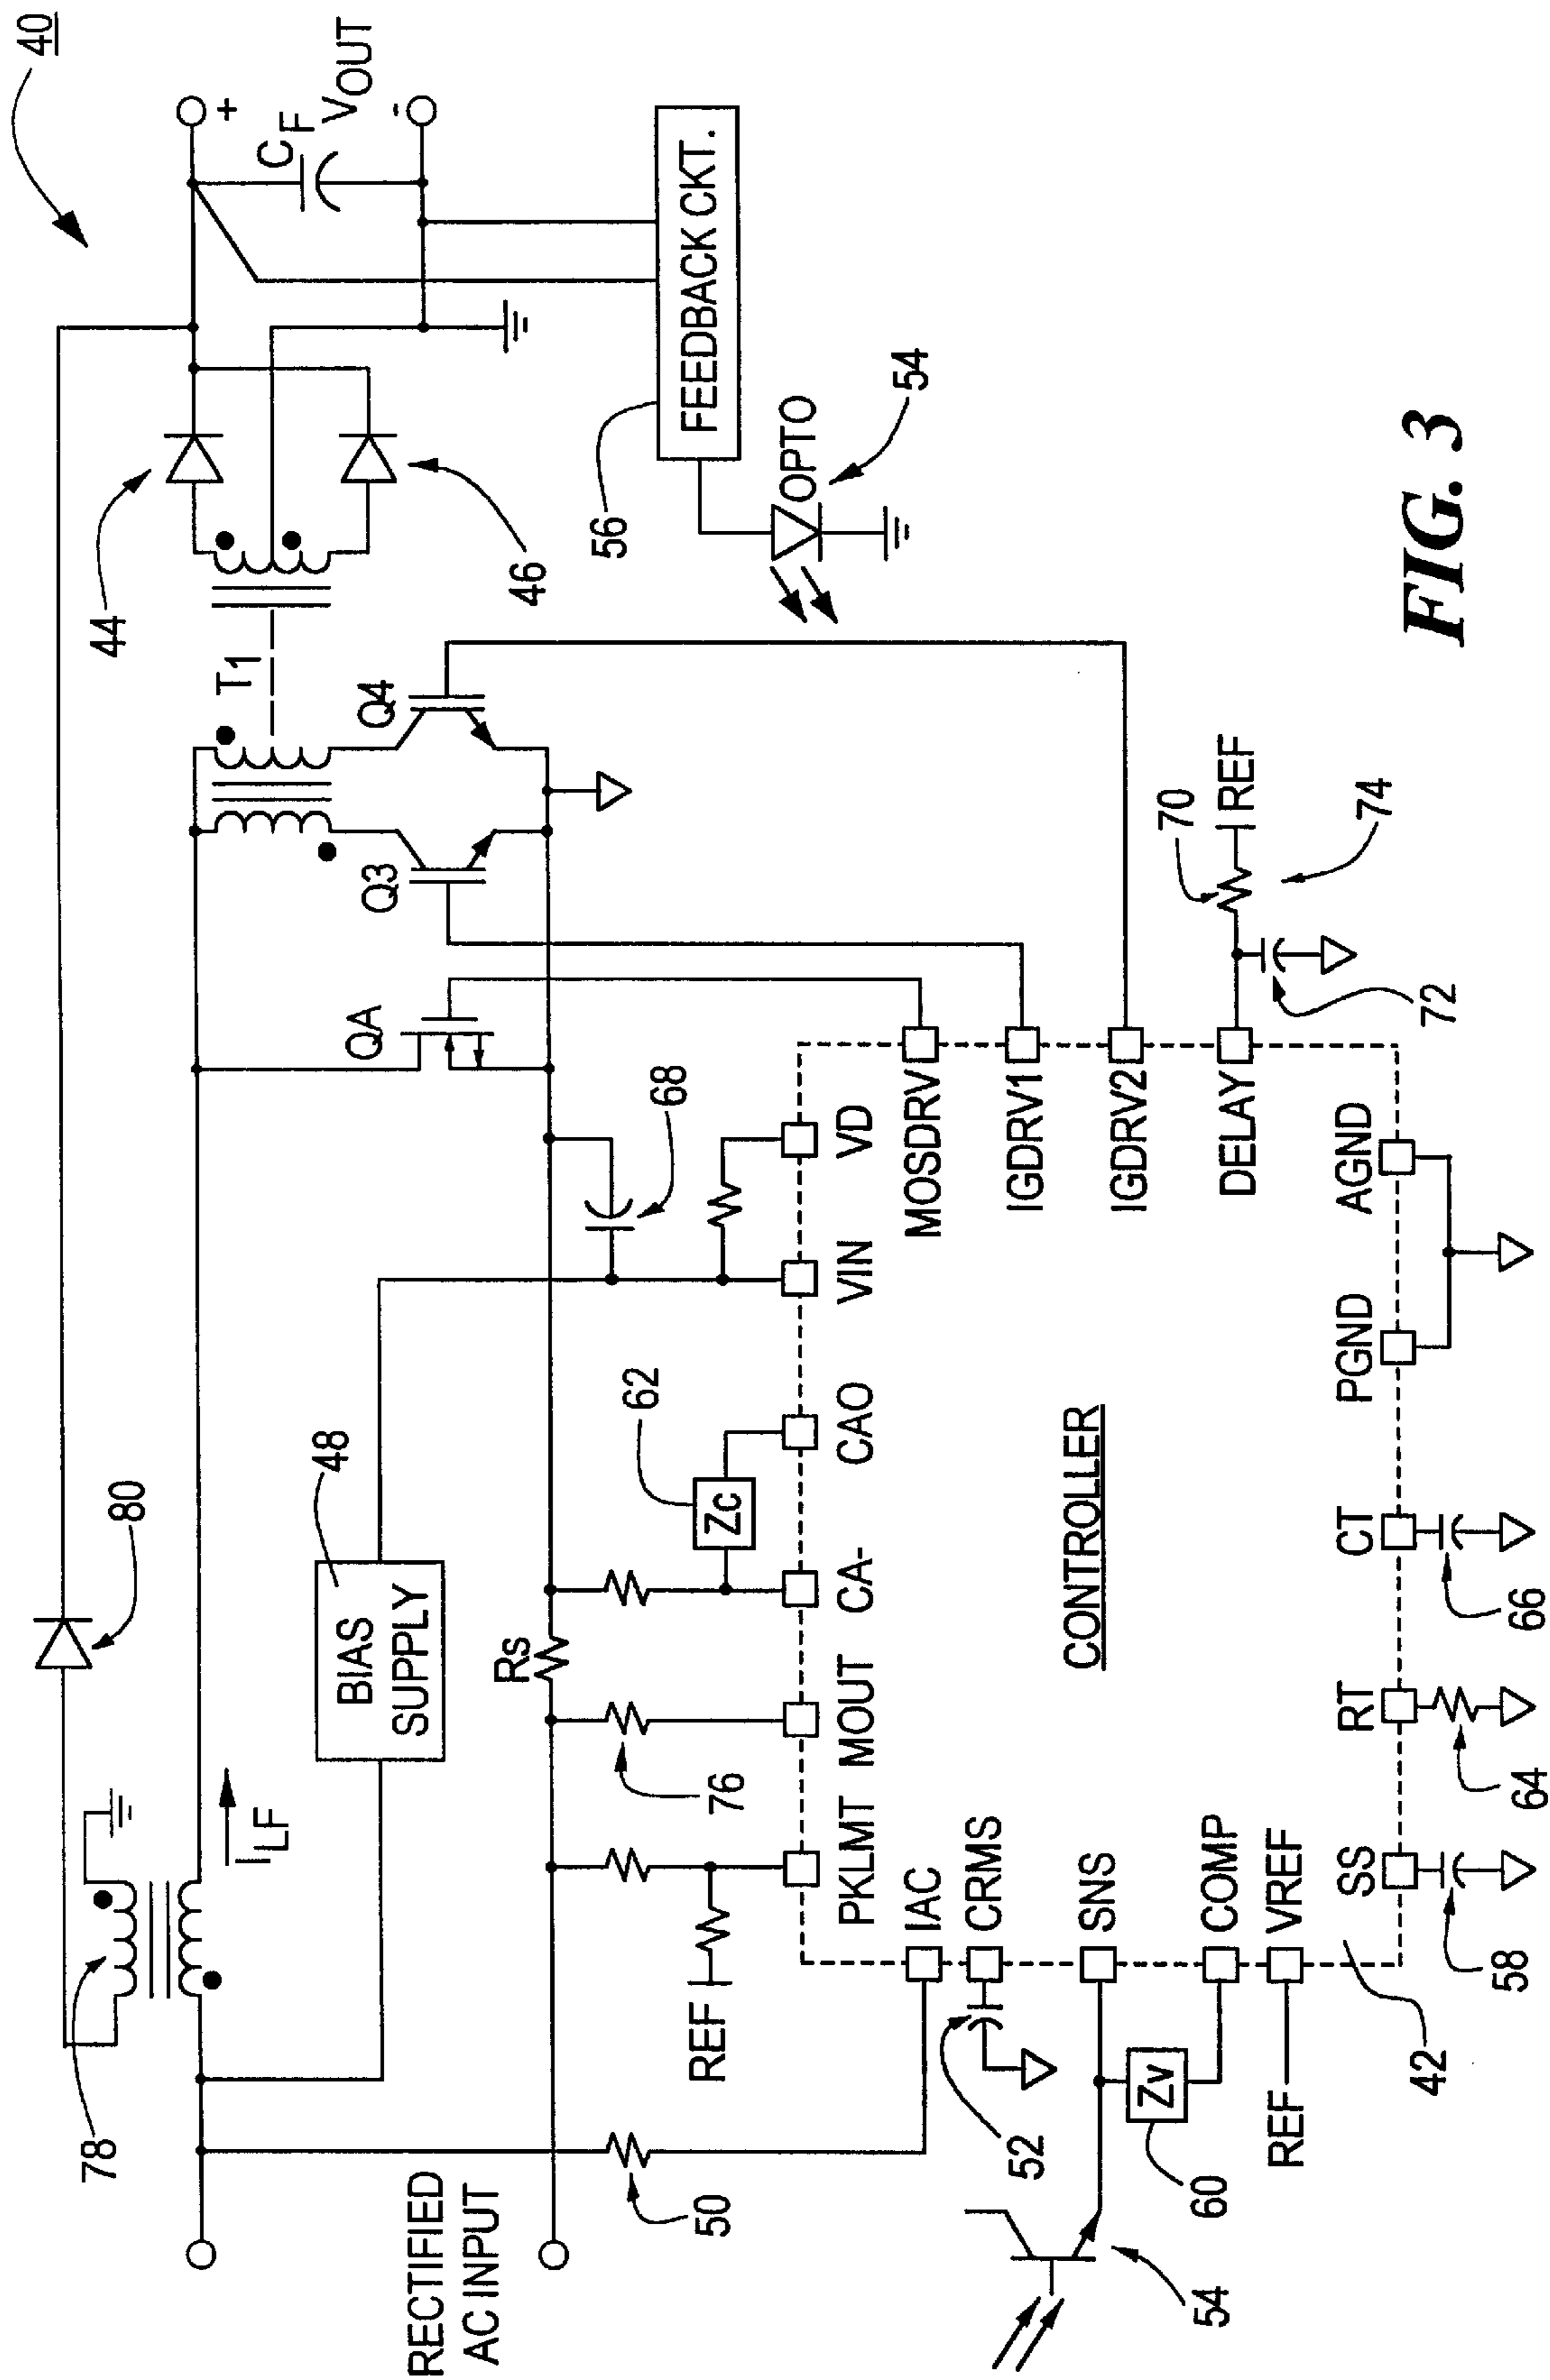 40
80
78
44
46
T1
ILF
BIAS
SUPPLY
48
QA
Q3
Q4
CF
VOUT
+
-
RECTIFIED
AC INPUT
Rs
50
76
REF
62
Zc
68
56
FEEDBACK CKT.
OPTO
54
PKLMT
MOUT
CA-
CAO
VIN
VD
IAC
CRMS
SNS
COMP
VREF
CONTROLLER
MOSDRV
IGDRV1
IGDRV2
DELAY
70
REF
74
72
52
54
60
Zv
REF
42
SS
RT
CT
PGND
AGND
58
64
66
FIG. 3